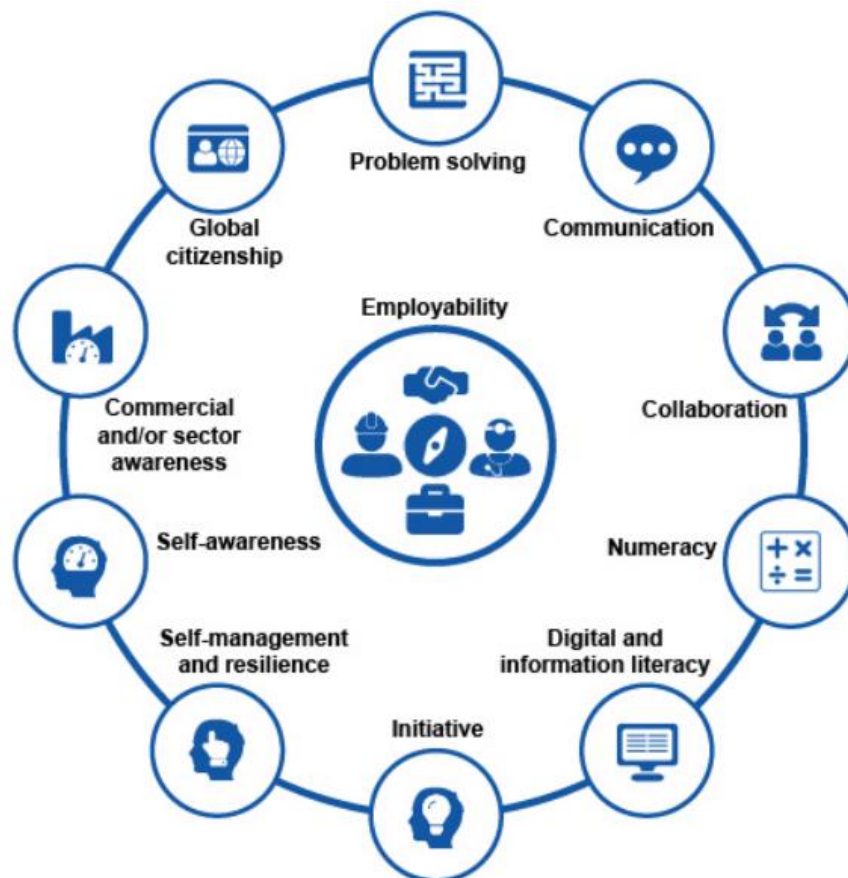 Problem solving
Communication
Collaboration
Numeracy
Digital and
information literacy
Initiative
Self-management
and resilience
Self-awareness
Commercial
and/or sector
awareness
Global
citizenship
Employability